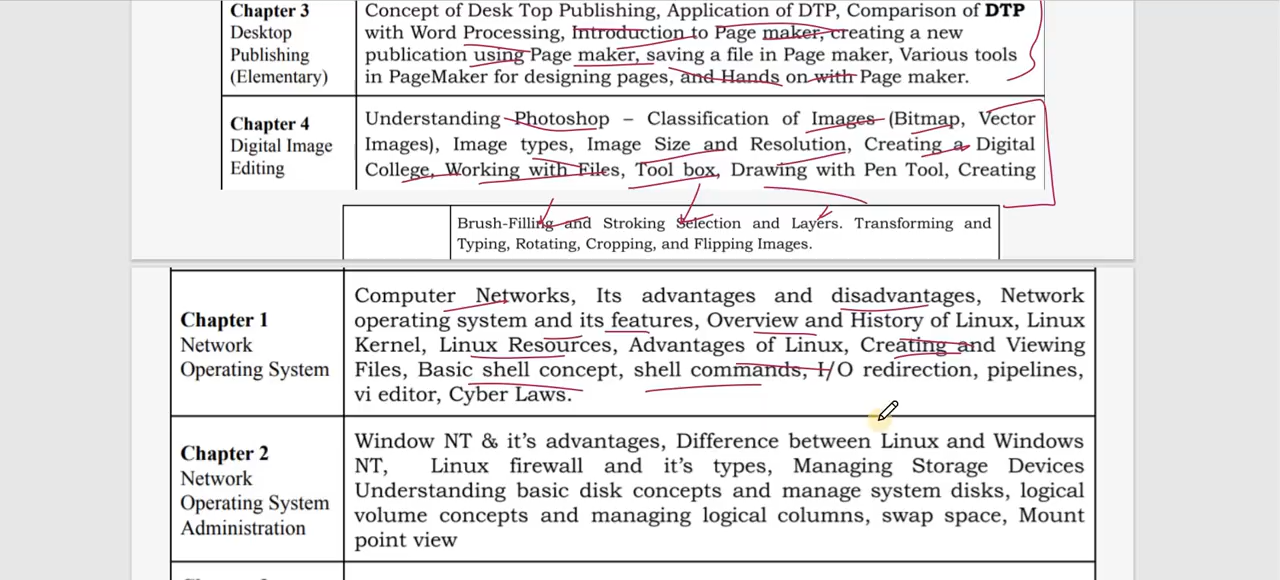 Chapter 3
Desktop
Publishing
(Elementary)
Concept of Desk Top Publishing, Application of DTP, Comparison of DTP
with Word Processing, Introduction to Page maker, creating a new
publication using Page maker, saving a file in Page maker, Various tools
in PageMaker for designing pages, and Hands on with Page maker.
Chapter 4
Digital Image
Editing
Understanding Photoshop – Classification of Images (Bitmap, Vector
Images), Image types, Image Size and Resolution, Creating a Digital
College, Working with Files, Tool box, Drawing with Pen Tool, Creating
Brush-Filling and Stroking Selection and Layers. Transforming and
Typing, Rotating, Cropping, and Flipping Images.
Chapter 1
Network
Operating System
Computer Networks, Its advantages and disadvantages, Network
operating system and its features, Overview and History of Linux, Linux
Kernel, Linux Resources, Advantages of Linux, Creating and Viewing
Files, Basic shell concept, shell commands, I/O redirection, pipelines,
vi editor, Cyber Laws.
Chapter 2
Network
Operating System
Administration
Window NT & it's advantages, Difference between Linux and Windows
NT, Linux firewall and it's types, Managing Storage Devices
Understanding basic disk concepts and manage system disks, logical
volume concepts and managing logical columns, swap space, Mount
point view